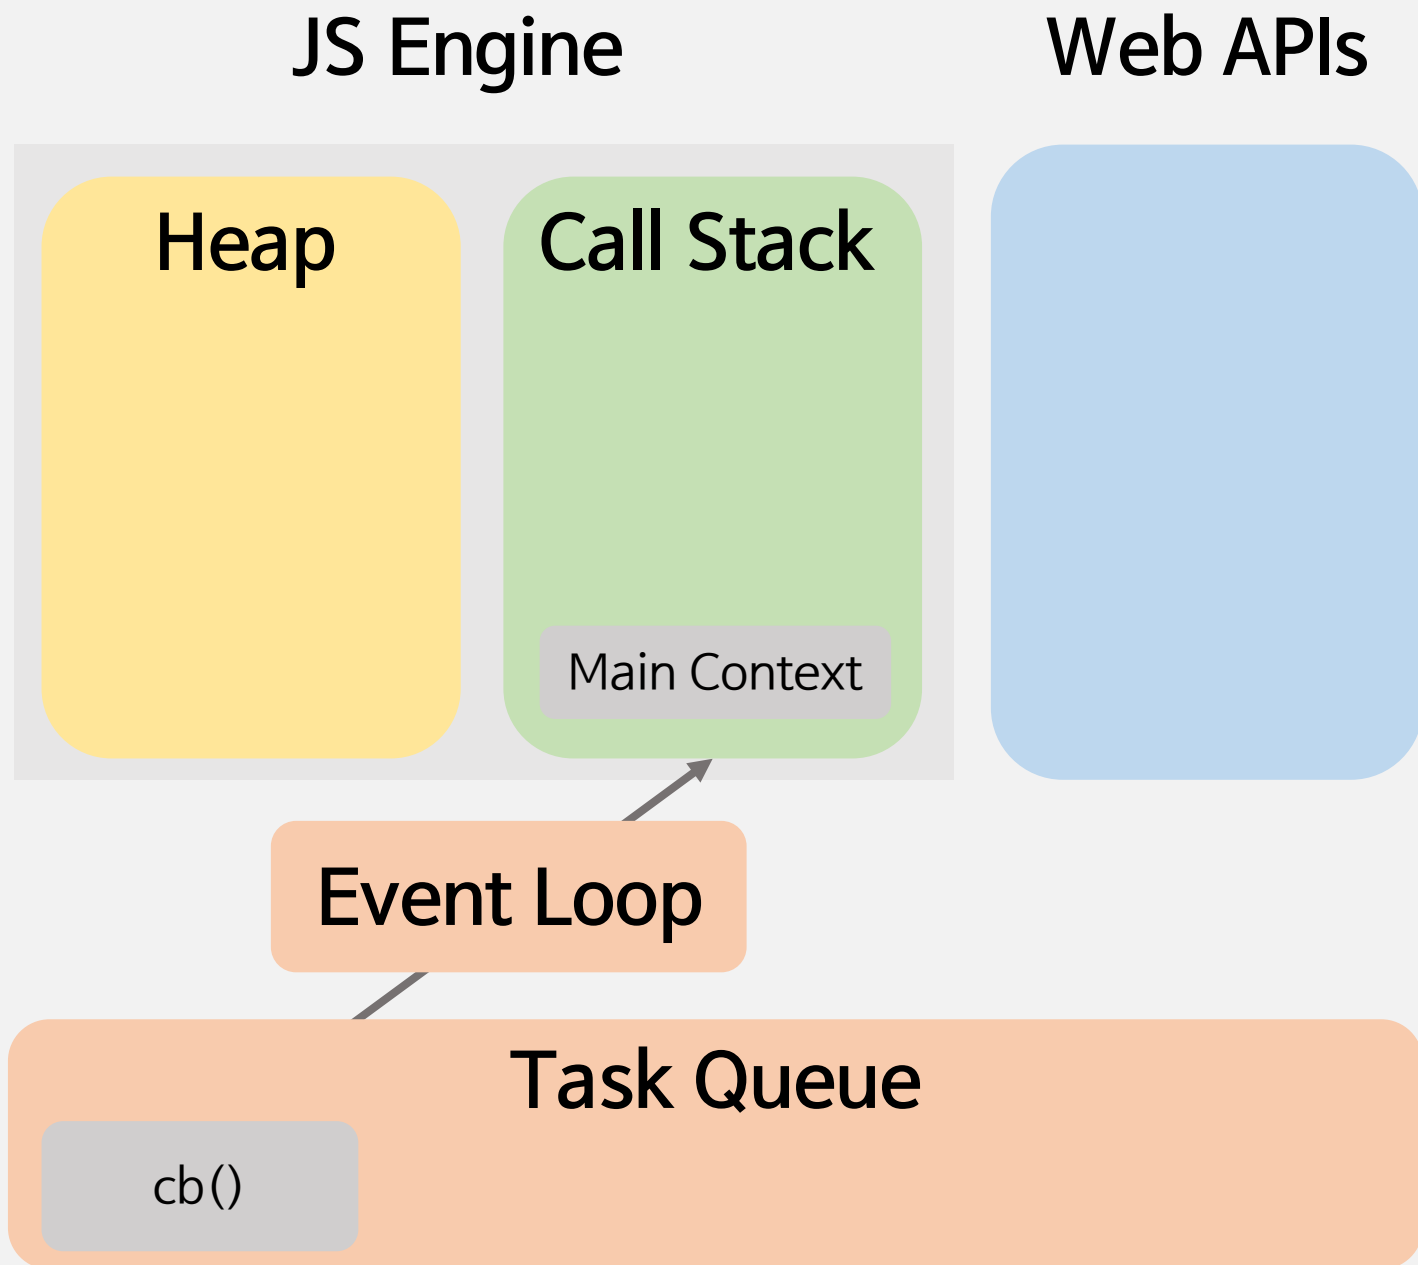 JS Engine
Web APIs
Heap
Call Stack
Main Context
Event Loop
Task Queue
cb()